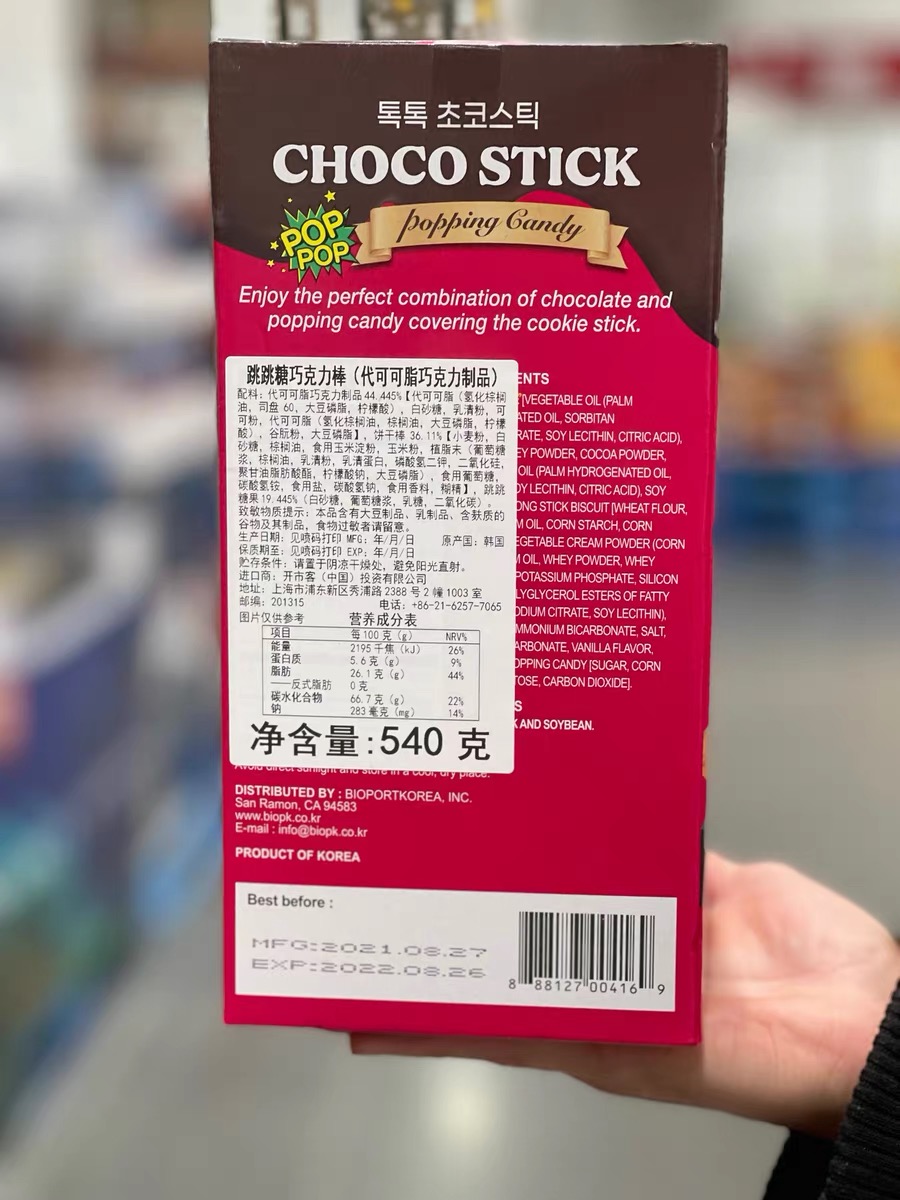 톡톡 초코스틱
CHOCO STICK
POP
POP
popping Candy
Enjoy the perfect combination of chocolate and
popping candy covering the cookie stick.
跳跳糖巧克力棒（代可可脂巧克力制品）
配料：代可可脂巧克力制品 44.445%【代可可脂（氢化棕榈
油，司盘 60，大豆磷脂，柠檬酸），白砂糖，乳清粉，可
可粉，代可可脂（氢化棕榈油，棕榈油，大豆磷脂，柠檬
酸），谷朊粉，大豆磷脂】，饼干棒 36.11%【小麦粉，白
砂糖，棕榈油，食用玉米淀粉，玉米粉，植脂末（葡萄糖
浆，棕榈油，乳清粉，乳清蛋白，磷酸氢二钾，二氧化硅，
聚甘油脂肪酸酯，柠檬酸钠，大豆磷脂），食用葡萄糖，
碳酸氢铵，食用盐，碳酸氢钠，食用香料，糊精】，跳跳
糖果 19.445%（白砂糖，葡萄糖浆，乳糖，二氧化碳）。
致敏物质提示：本品含有大豆制品、乳制品、含麸质的
谷物及其制品，食物过敏者请留意。
生产日期：见喷码打印 MFG：年/月/日 原产国：韩国
保质期至：见喷码打印 EXP：年/月/日
贮存条件：请置于阴凉干燥处，避免阳光直射。
进口商：开市客（中国）投资有限公司
地址：上海市浦东新区秀浦路 2388 号 2 幢 1003 室
邮编：201315 电话：+86-21-6257-7065
图片仅供参考 营养成分表
项目 每 100 克（g） NRV%
能量 2195 千焦（kJ） 26%
蛋白质 5.6 克（g） 9%
脂肪 26.1 克（g） 44%
——反式脂肪 0 克
碳水化合物 66.7 克（g） 22%
钠 283 毫克（mg） 14%
净含量：540 克
ENTS
[VEGETABLE OIL (PALM
ATED OIL, SORBITAN
RATE, SOY LECITHIN, CITRIC ACID),
EY POWDER, COCOA POWDER,
OIL (PALM HYDROGENATED OIL,
OY LECITHIN, CITRIC ACID), SOY
ONG STICK BISCUIT [WHEAT FLOUR,
M OIL, CORN STARCH, CORN
EGETABLE CREAM POWDER (CORN
M OIL, WHEY POWDER, WHEY
POTASSIUM PHOSPHATE, SILICON
LYGLYCEROL ESTERS OF FATTY
ODIUM CITRATE, SOY LECITHIN),
MMONIUM BICARBONATE, SALT,
ARBONATE, VANILLA FLAVOR,
OPPING CANDY [SUGAR, CORN
TOSE, CARBON DIOXIDE].
S
K AND SOYBEAN.
Avoid direct sunlight and store in a cool, dry place.
DISTRIBUTED BY : BIOPORTKOREA, INC.
San Ramon, CA 94583
www.biopk.co.kr
E-mail : info@biopk.co.kr
PRODUCT OF KOREA
Best before :
MFG:2021.08.27
EXP:2022.08.26
8 88127 00416 9